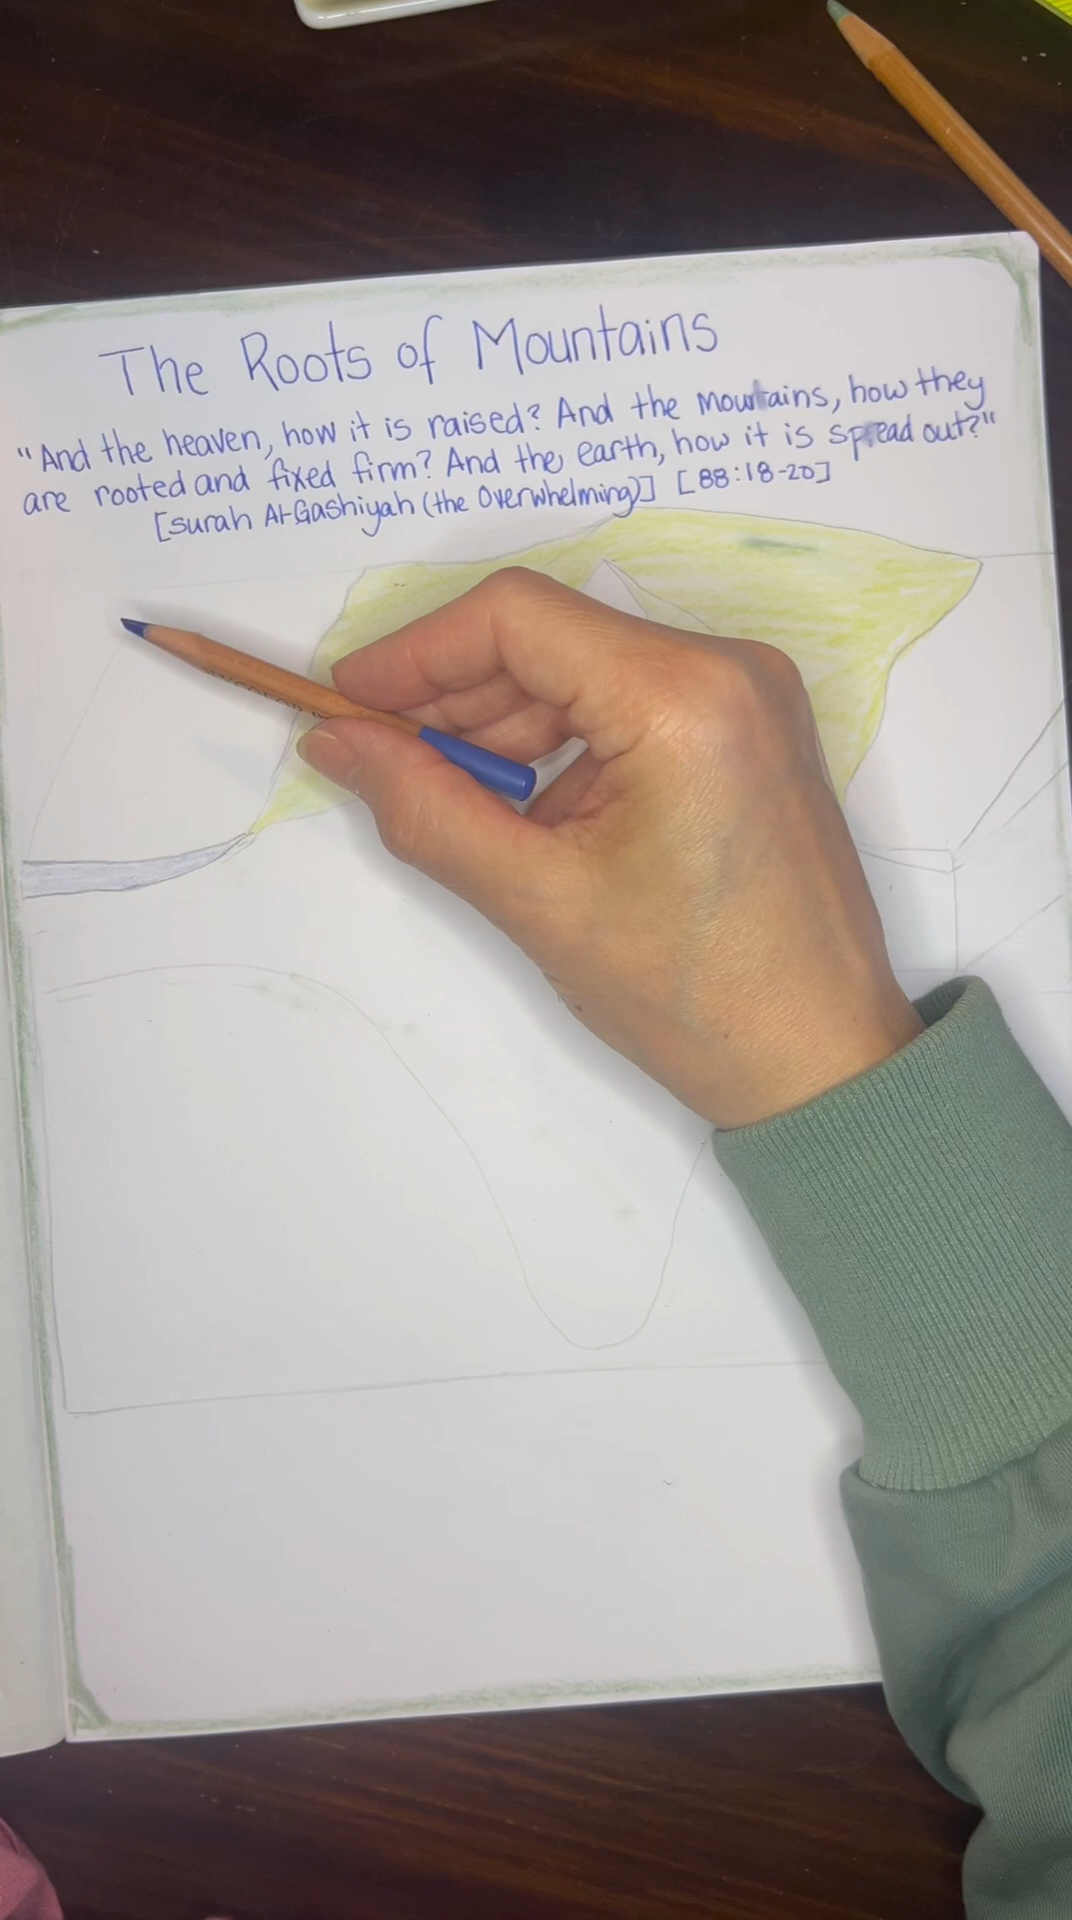 The Roots of Mountains
"And the heaven, how it is raised? And the mountains, how they
are rooted and fixed firm? And the earth, how it is spread out?"
[surah Al-Gashiyah (the Overwhelming)] [88:18-20]